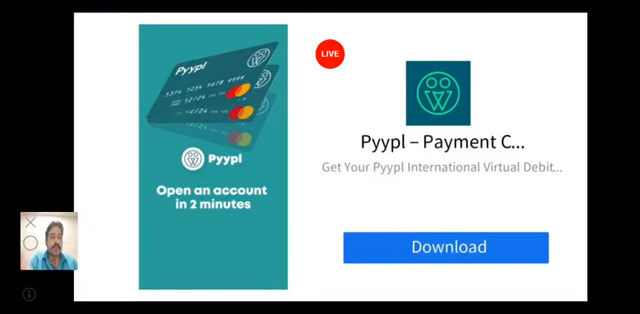 Pyypl
5374 1234 5678 9999
12/24
Pyypl
Open an account
in 2 minutes
LIVE
Pyypl – Payment C...
Get Your Pyypl International Virtual Debit...
Download